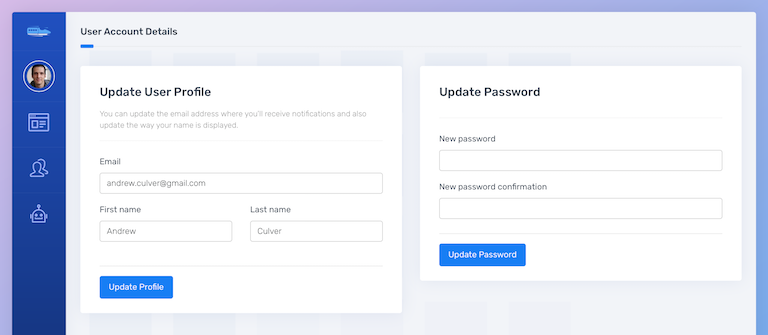 User Account Details
Update User Profile
You can update the email address where you'll receive notifications and also
update the way your name is displayed.
Email
andrew.culver@gmail.com
First name
Last name
Andrew
Culver
Update Profile
Update Password
New password
New password confirmation
Update Password